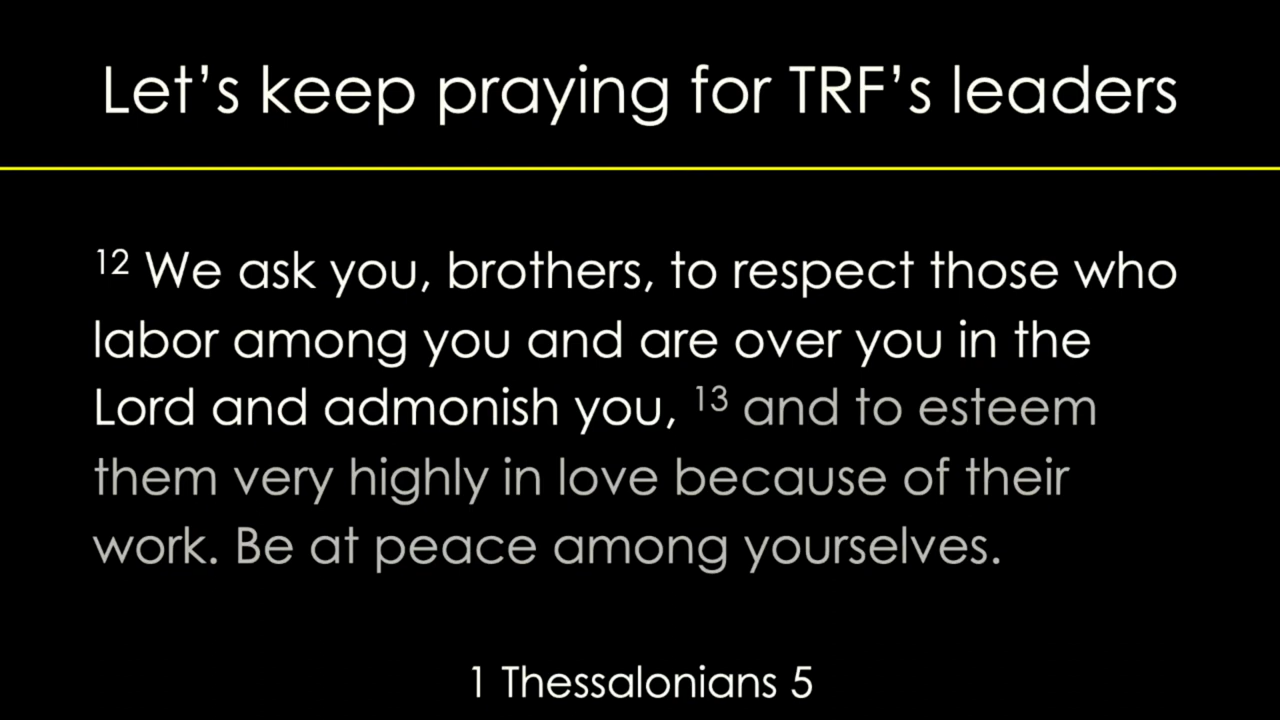 Let’s keep praying for TRF’s leaders
12 We ask you, brothers, to respect those who
labor among you and are over you in the
Lord and admonish you, 13 and to esteem
them very highly in love because of their
work. Be at peace among yourselves.
1 Thessalonians 5